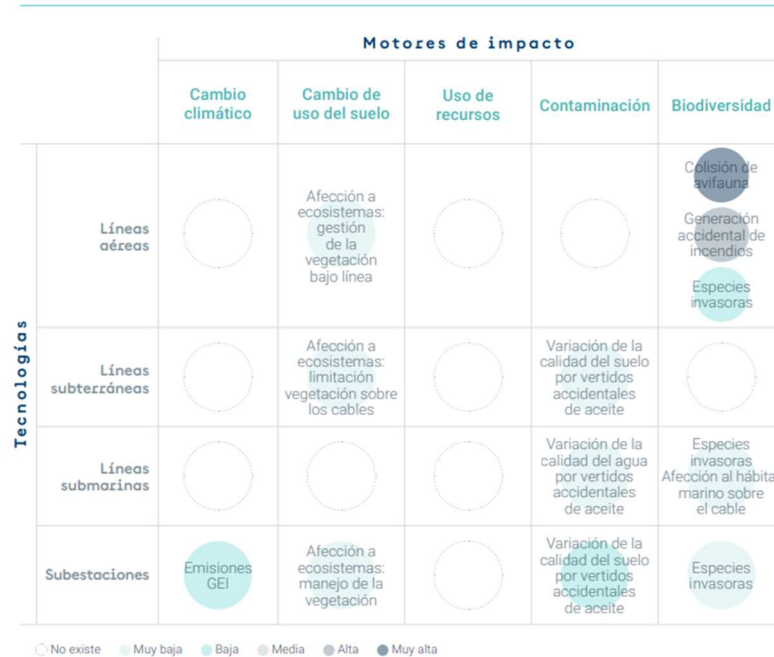 Motores de impacto
Cambio
climático
Cambio de
uso del suelo
Uso de
recursos
Contaminación
Biodiversidad
Tecnologías
Líneas
aéreas
Afección a
ecosistemas:
gestión
de la
vegetación
bajo línea
Colisión de
avifauna
Generación
accidental de
incendios
Especies
invasoras
Líneas
subterráneas
Afección a
ecosistemas:
limitación
vegetación sobre
los cables
Variación de la
calidad del suelo
por vertidos
accidentales
de aceite
Líneas
submarinas
Variación de la
calidad del agua
por vertidos
accidentales
de aceite
Especies
invasoras
Afección al hábita
marino sobre
el cable
Subestaciones
Emisiones
GEI
Afección a
ecosistemas:
manejo de la
vegetación
Variación de la
calidad del suelo
por vertidos
accidentales
de aceite
Especies
invasoras
No existe Muy baja Baja Media Alta Muy alta